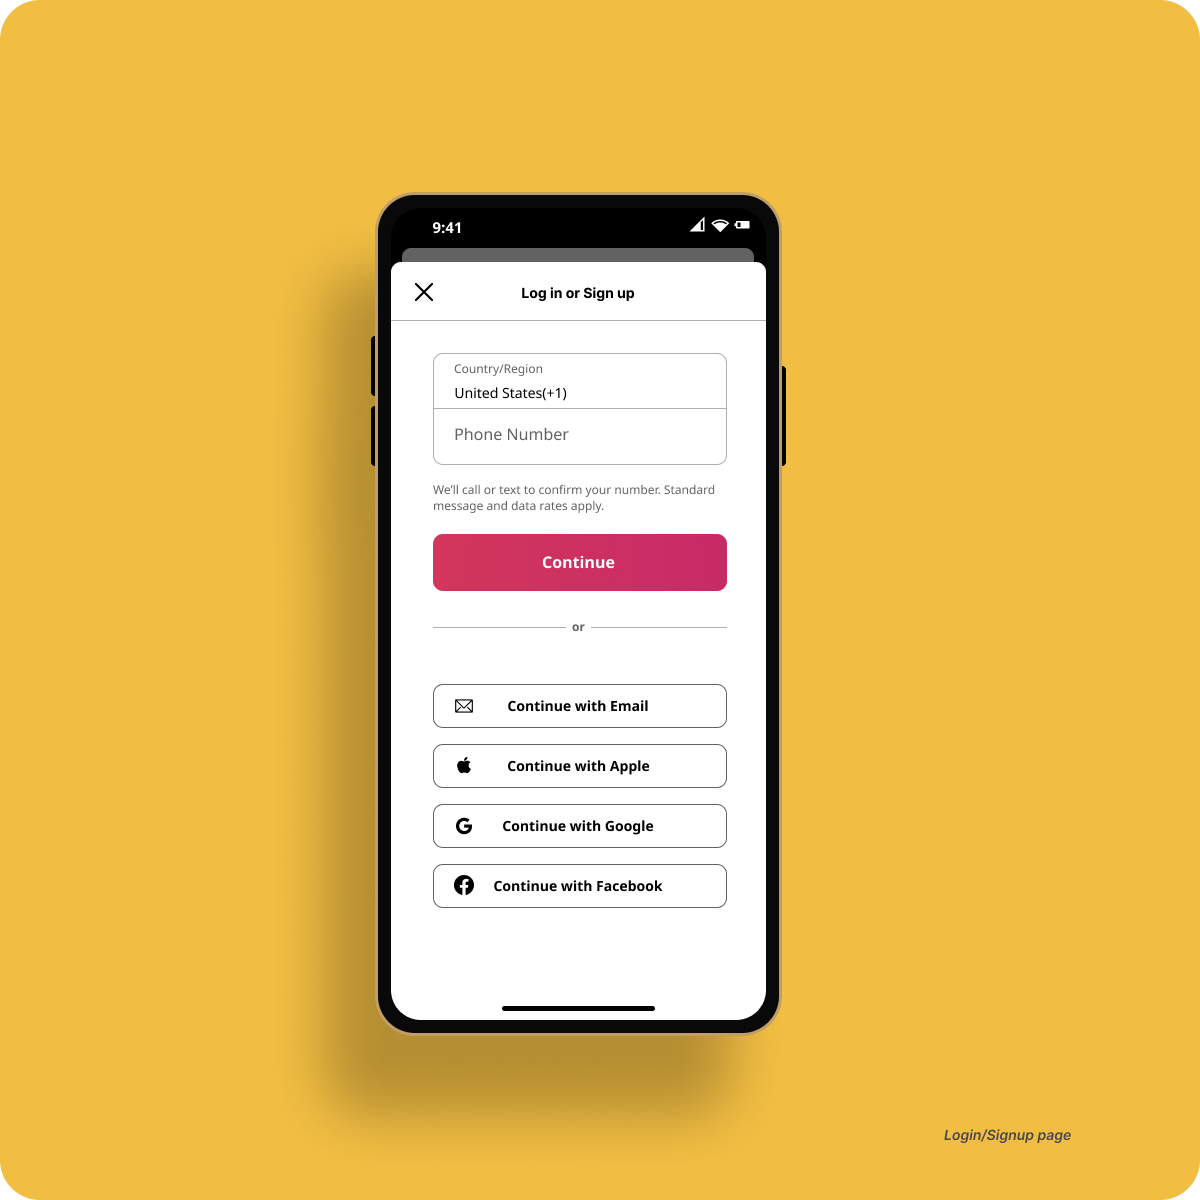 9:41
Log in or Sign up
Country/Region
United States(+1)
Phone Number
We'll call or text to confirm your number. Standard
message and data rates apply.
Continue
or
Continue with Email
Continue with Apple
Continue with Google
Continue with Facebook
Login/Signup page